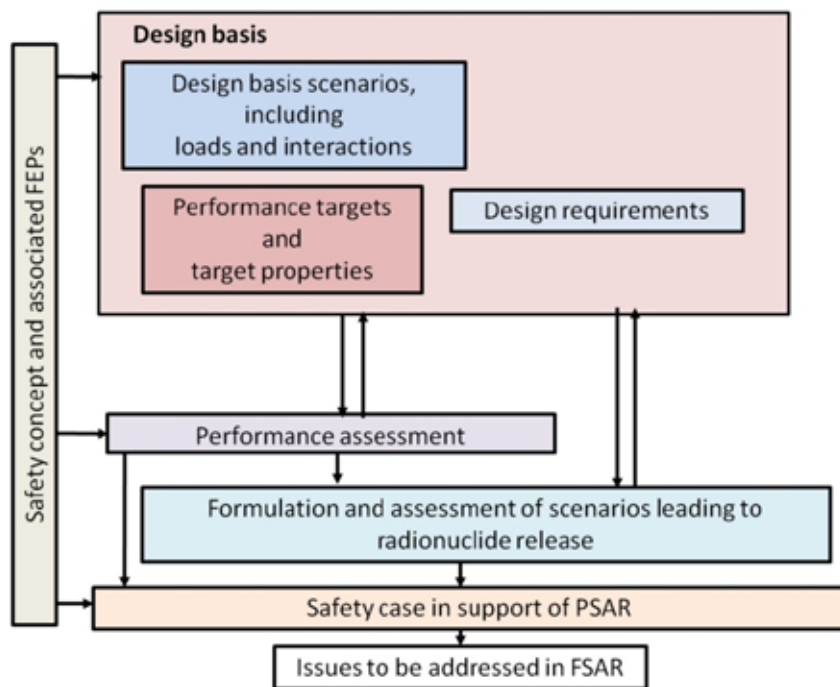 Safety concept and associated FEPs
Design basis
Design basis scenarios,
including
loads and interactions
Performance targets
and
target properties
Design requirements
Performance assessment
Formulation and assessment of scenarios leading to
radionuclide release
Safety case in support of PSAR
Issues to be addressed in FSAR